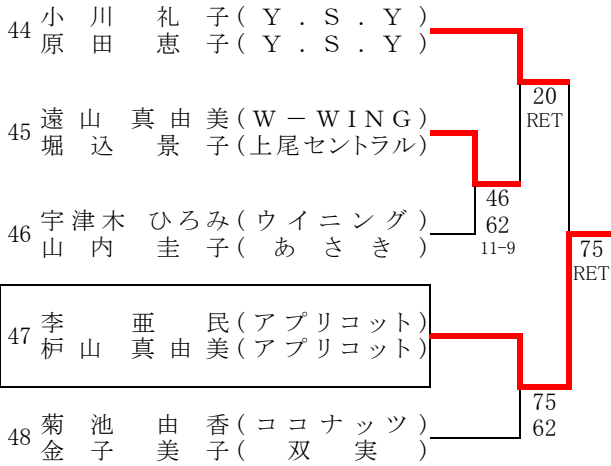 44 小川 礼子(Y.S.Y)
原田 恵子(Y.S.Y)
20
RET
45 遠山 真由美(W－WING)
堀込 景子(上尾セントラル)
46
62
11-9
46 宇津木 ひろみ(ウイニング)
山内 圭子(あさき)
75
RET
47 李 亜民(アプリコット)
枦山 真由美(アプリコット)
75
62
48 菊池 由香(ココナッツ)
金子 美子(双実)